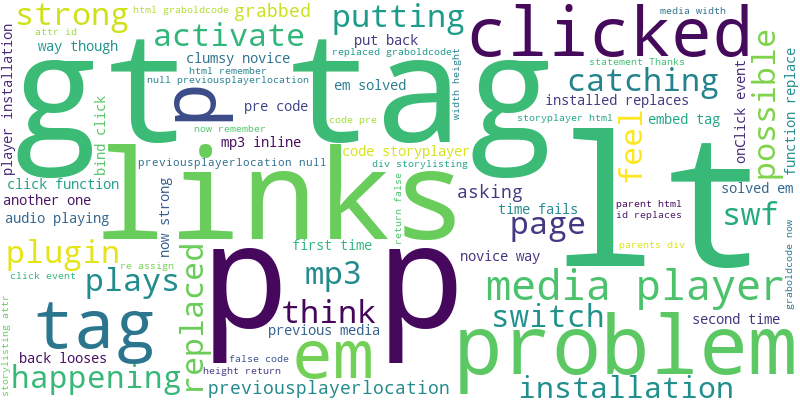 strong
html graboldcode
grabbed
attr id
way though
activate
clumsy novice
html remember
null previousplayerlocation
putting
put back
replaced graboldcode
em solved
clicked
media width
statement Thanks
catching
installed replaces
storyplayer html
embed tag
possible
function replace
onClick event
width height
player installation
bind click
gt tag
gt lt
p
pre code
now remember
mp3 inline
code pre
code storyplayer
previousplayerlocation null
div storylisting
feel
links
click function
another one
audio playing
now strong
return false
asking
time fails
page
parent html
id replaces
solved em
swf
plugin
click event
re assign
plays
first time
mp3
think
previous media
p p
novice way
parents div
media player
graboldcode now
tag
replaced
back looses
happening
storylisting attr
false code
height return
em
previousplayerlocation
switch
second time
problem
installation